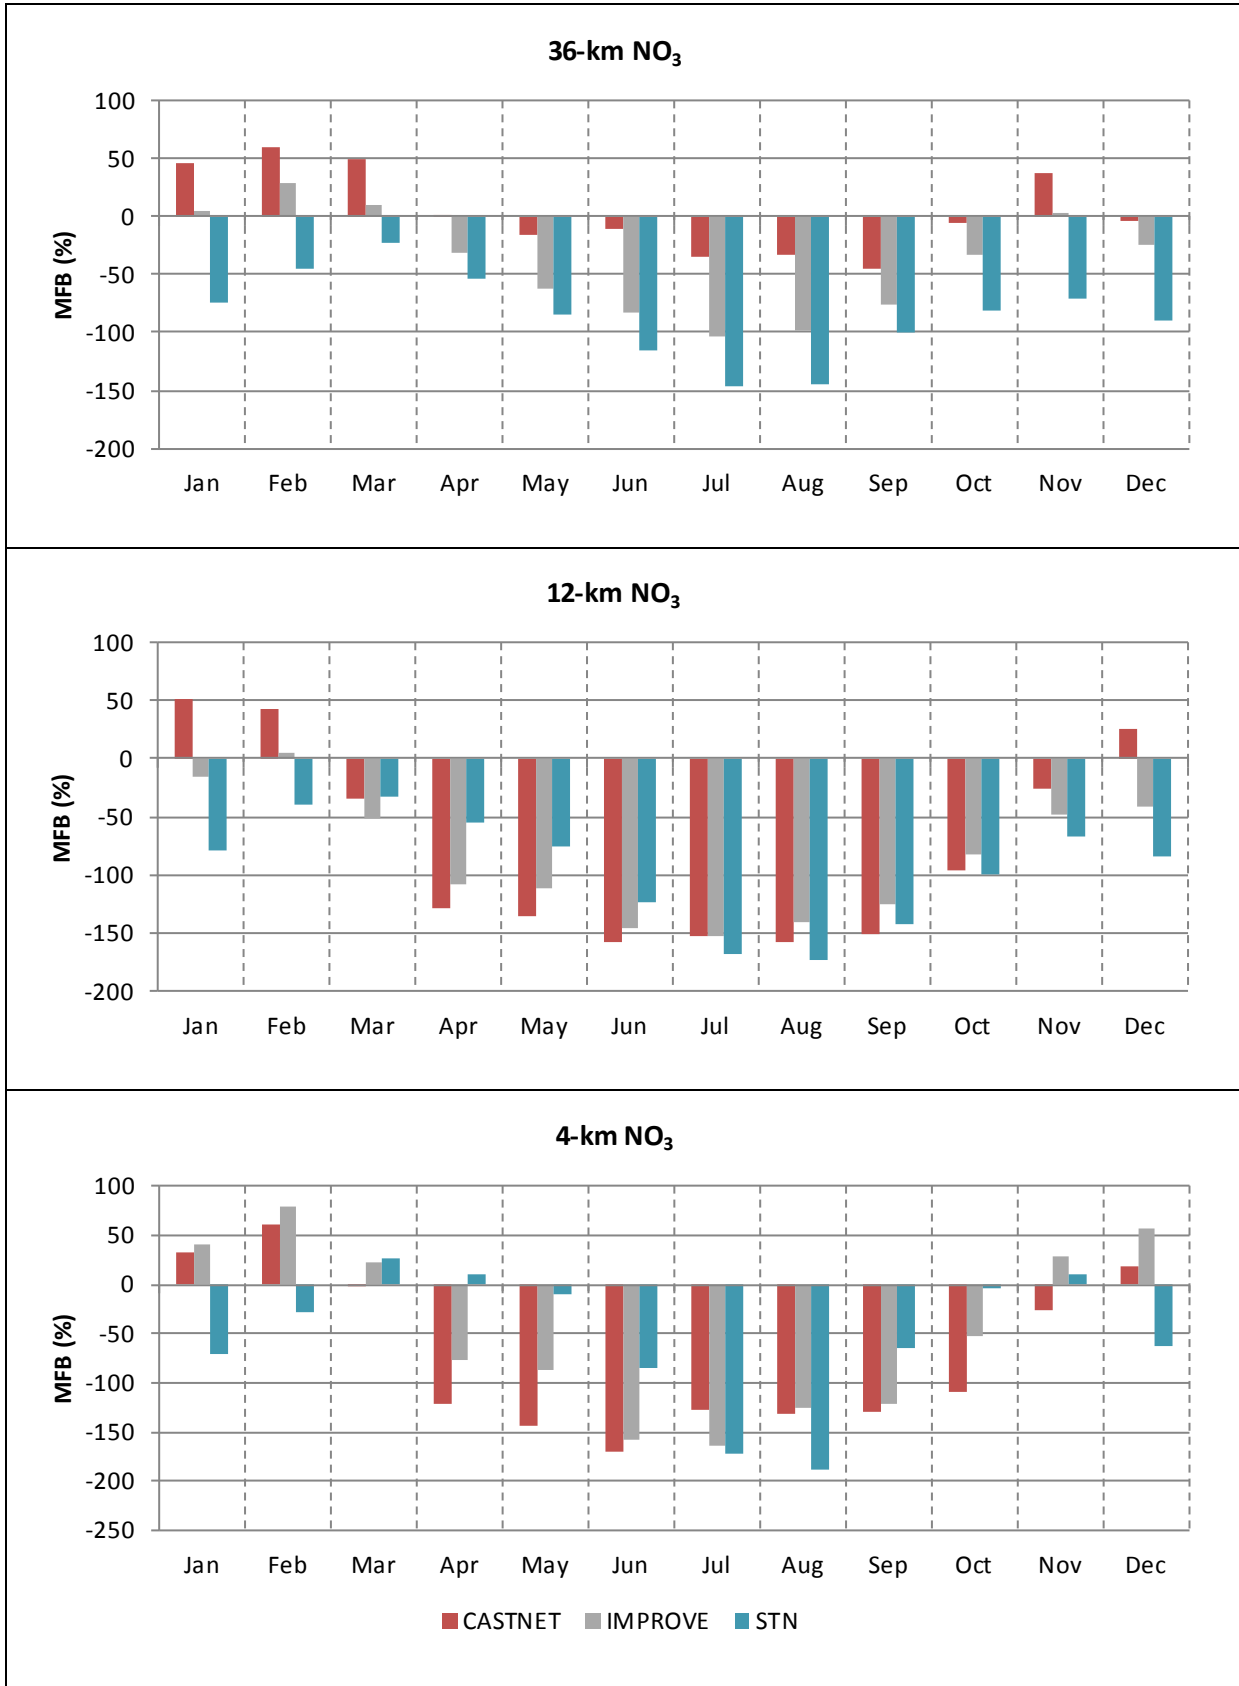 36-km NO₃
MFB (%)
100
50
0
-50
-100
-150
-200
Jan Feb Mar Apr May Jun Jul Aug Sep Oct Nov Dec
12-km NO₃
MFB (%)
100
50
0
-50
-100
-150
-200
Jan Feb Mar Apr May Jun Jul Aug Sep Oct Nov Dec
4-km NO₃
MFB (%)
100
50
0
-50
-100
-150
-200
-250
Jan Feb Mar Apr May Jun Jul Aug Sep Oct Nov Dec
CASTNET IMPROVE STN